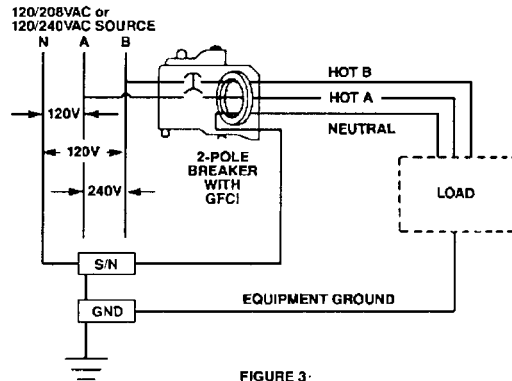 120/208VAC or
120/240VAC SOURCE
N A B
HOT B
HOT A
NEUTRAL
120V
120V
240V
2-POLE
BREAKER
WITH
GFCI
LOAD
S/N
GND
EQUIPMENT GROUND
FIGURE 3·